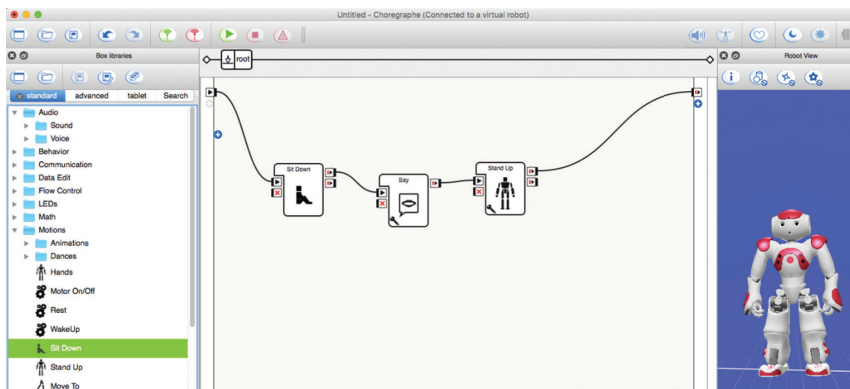 Untitled - Choregraphe (Connected to a virtual robot)
Box libraries
root
Robot View
standard advanced tablet Search
Audio
Sound
Voice
Behavior
Communication
Data Edit
Flow Control
LEDs
Math
Motions
Animations
Dances
Hands
Motor On/Off
Rest
WakeUp
Sit Down
Stand Up
Move To
Sit Down
Say
Stand Up